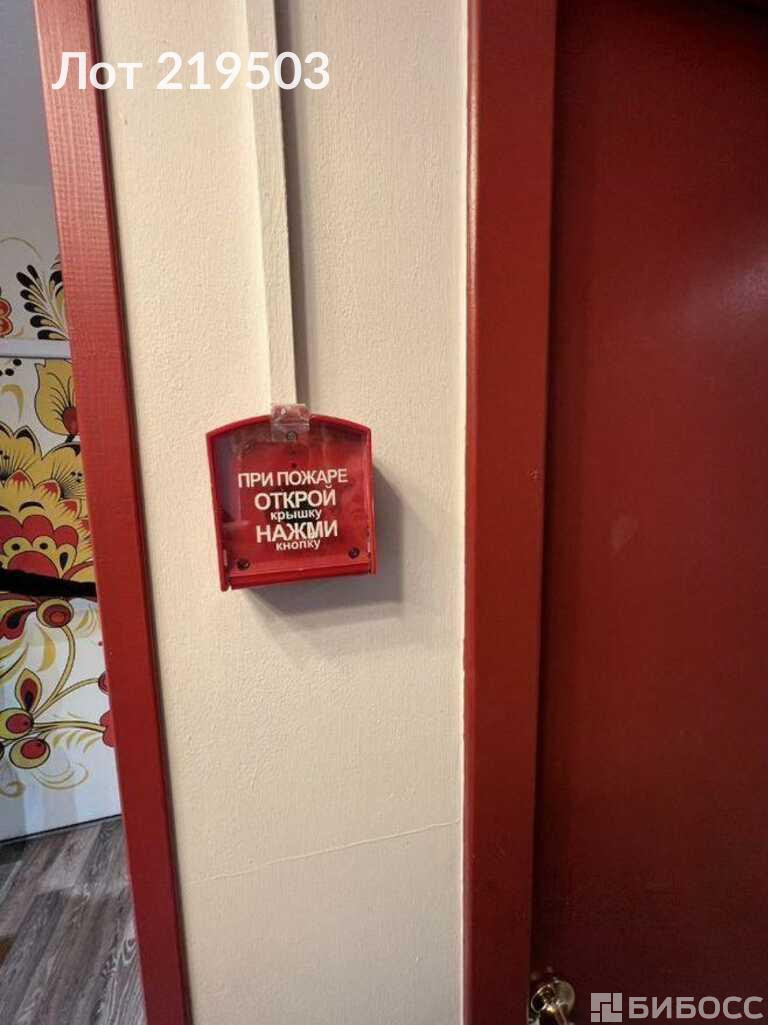 Лот 219503
ПРИ ПОЖАРЕ
ОТКРОЙ
крышку
НАЖМИ
кнопку
БИБОСС